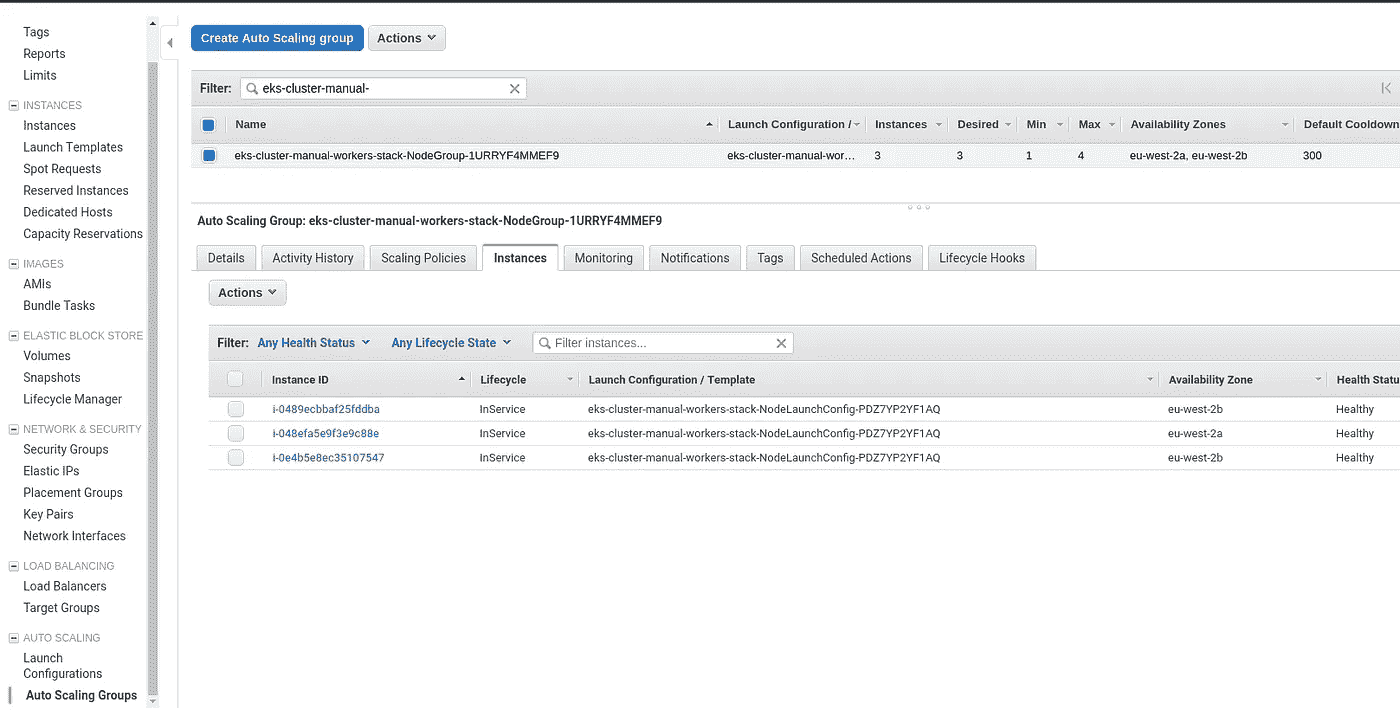 Tags
Reports
Limits
INSTANCES
Instances
Launch Templates
Spot Requests
Reserved Instances
Dedicated Hosts
Capacity Reservations
IMAGES
AMIs
Bundle Tasks
ELASTIC BLOCK STORE
Volumes
Snapshots
Lifecycle Manager
NETWORK & SECURITY
Security Groups
Elastic IPs
Placement Groups
Key Pairs
Network Interfaces
LOAD BALANCING
Load Balancers
Target Groups
AUTO SCALING
Launch
Configurations
Auto Scaling Groups
Create Auto Scaling group Actions
Filter: eks-cluster-manual-
Name Launch Configuration / Instances Desired Min Max Availability Zones Default Cooldown
eks-cluster-manual-workers-stack-NodeGroup-1URRYF4MMEF9 eks-cluster-manual-wor... 3 3 1 4 eu-west-2a, eu-west-2b 300
Auto Scaling Group: eks-cluster-manual-workers-stack-NodeGroup-1URRYF4MMEF9
Details Activity History Scaling Policies Instances Monitoring Notifications Tags Scheduled Actions Lifecycle Hooks
Actions
Filter: Any Health Status Any Lifecycle State Filter instances...
Instance ID Lifecycle Launch Configuration / Template Availability Zone Health Statu
i-0489ecbbaf25fddba InService eks-cluster-manual-workers-stack-NodeLaunchConfig-PDZ7YP2YF1AQ eu-west-2b Healthy
i-048efa5e9f3e9c88e InService eks-cluster-manual-workers-stack-NodeLaunchConfig-PDZ7YP2YF1AQ eu-west-2a Healthy
i-0e4b5e8ec35107547 InService eks-cluster-manual-workers-stack-NodeLaunchConfig-PDZ7YP2YF1AQ eu-west-2b Healthy